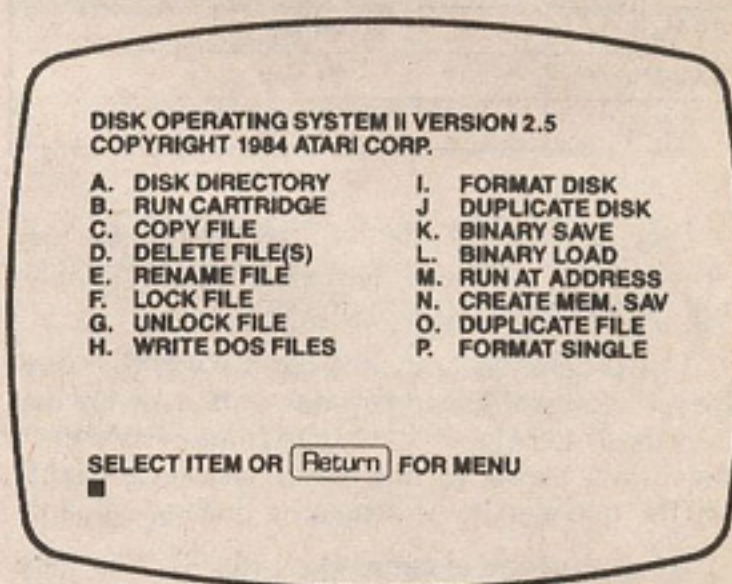 DISK OPERATING SYSTEM II VERSION 2.5
COPYRIGHT 1984 ATARI CORP.
A. DISK DIRECTORY
B. RUN CARTRIDGE
C. COPY FILE
D. DELETE FILE(S)
E. RENAME FILE
F. LOCK FILE
G. UNLOCK FILE
H. WRITE DOS FILES
I. FORMAT DISK
J DUPLICATE DISK
K. BINARY SAVE
L. BINARY LOAD
M. RUN AT ADDRESS
N. CREATE MEM. SAV
O. DUPLICATE FILE
P. FORMAT SINGLE
SELECT ITEM OR Return FOR MENU